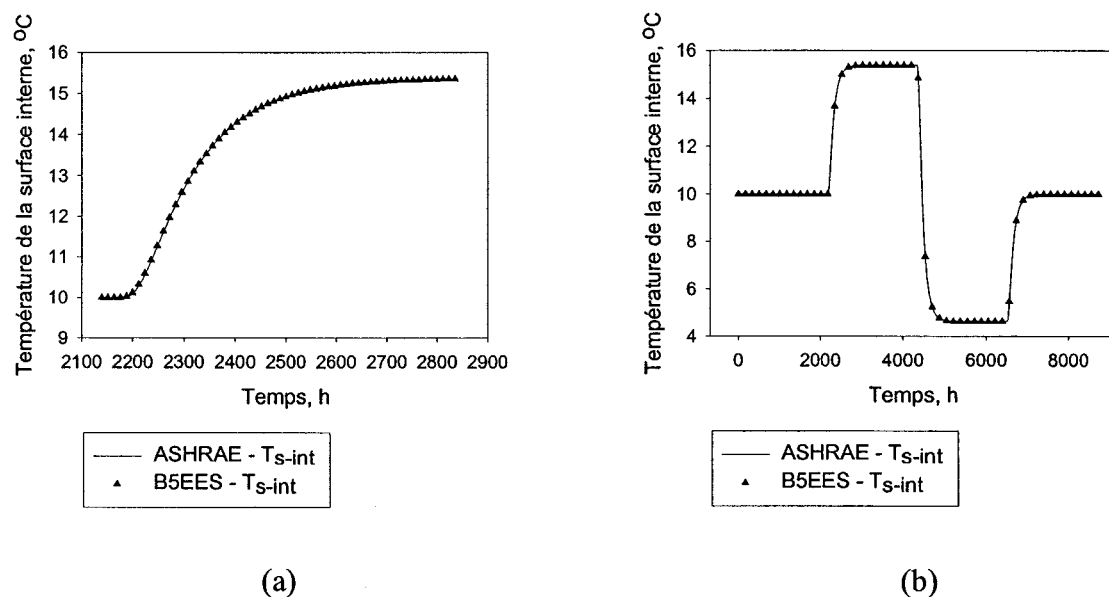 Température de la surface interne, ºC
16
15
14
13
12
11
10
9
2100 2200 2300 2400 2500 2600 2700 2800 2900
Temps, h
ASHRAE - Ts-int
B5EES - Ts-int
(a)
Température de la surface interne, ºC
16
14
12
10
8
6
4
0 2000 4000 6000 8000
Temps, h
ASHRAE - Ts-int
B5EES - Ts-int
(b)